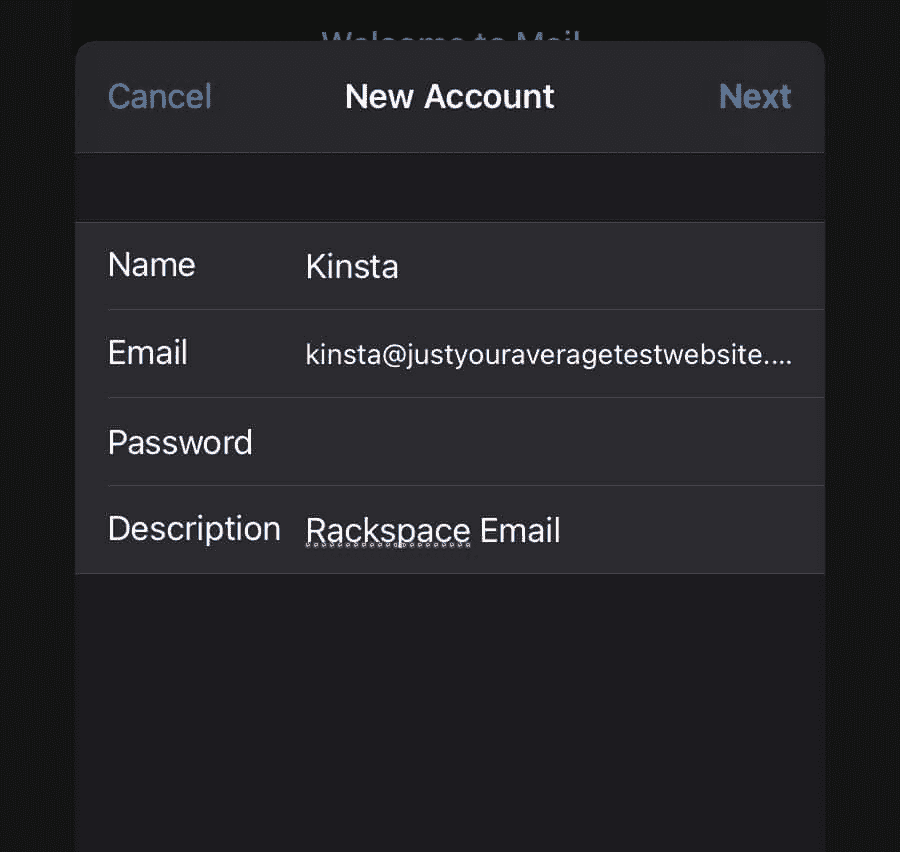 Welcome to Mail
Cancel New Account Next
Name Kinsta
Email kinsta@justyouraveragetestwebsite....
Password
Description Rackspace Email